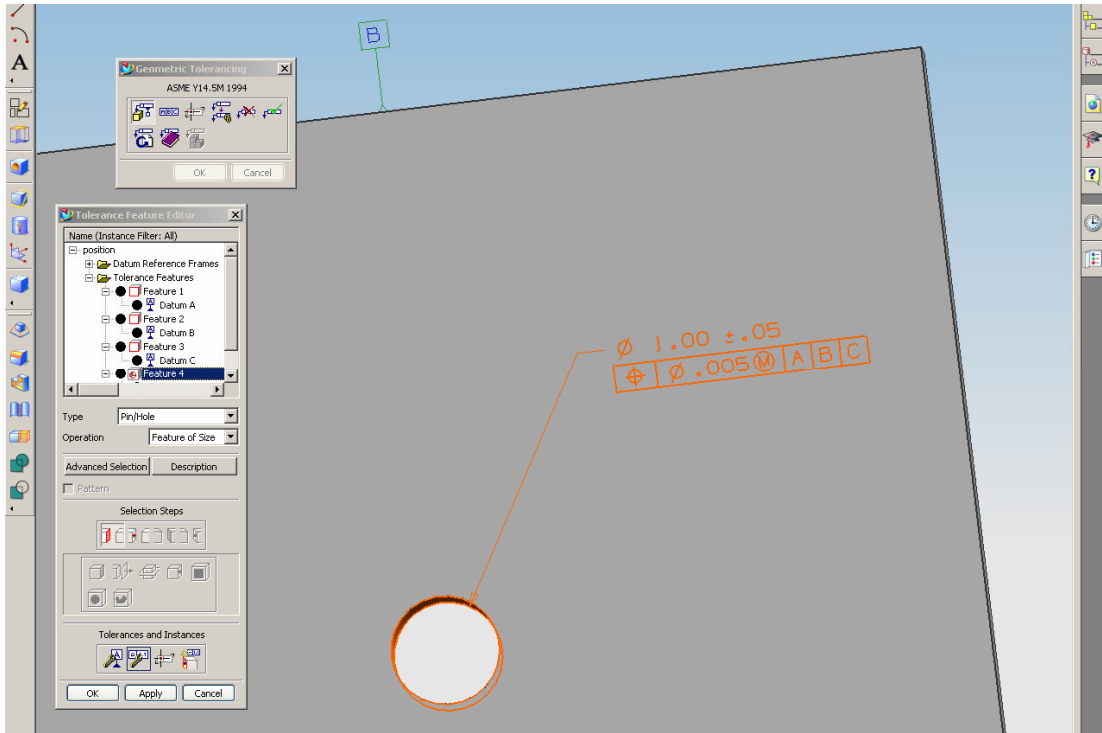 A
B
Geometric Tolerancing
ASME Y14.5M 1994
ABC
OK Cancel
Tolerance Feature Editor
Name (Instance Filter: All)
position
Datum Reference Frames
Tolerance Features
Feature 1
Datum A
Feature 2
Datum B
Feature 3
Datum C
Feature 4
Type Pin/Hole
Operation Feature of Size
Advanced Selection Description
Pattern
Selection Steps
Tolerances and Instances
OK Apply Cancel
Ø 1.00 ±.05
⌖ Ø .005Ⓜ A B C